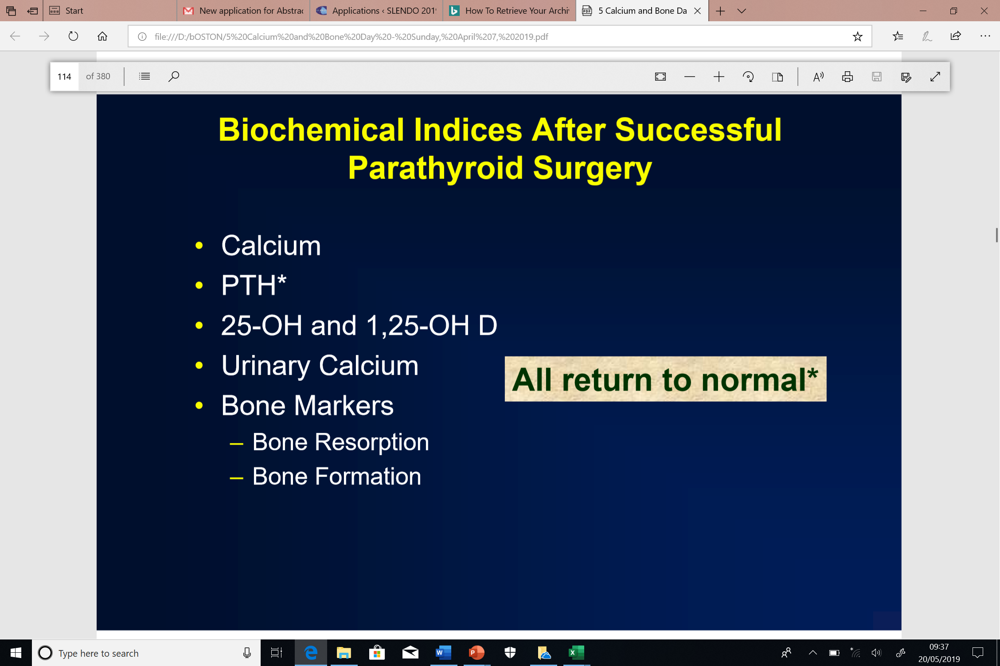 Start
New application for Abstrac
Applications ‹ SLENDO 201
How To Retrieve Your Archi
5 Calcium and Bone Da
file:///D:/bOSTON/5%20Calcium%20and%20Bone%20Day%20-%20Sunday,%20April%207,%202019.pdf
114 of 380
Biochemical Indices After Successful
Parathyroid Surgery
• Calcium
• PTH*
• 25-OH and 1,25-OH D
• Urinary Calcium
All return to normal*
• Bone Markers
– Bone Resorption
– Bone Formation
Type here to search
09:37
20/05/2019